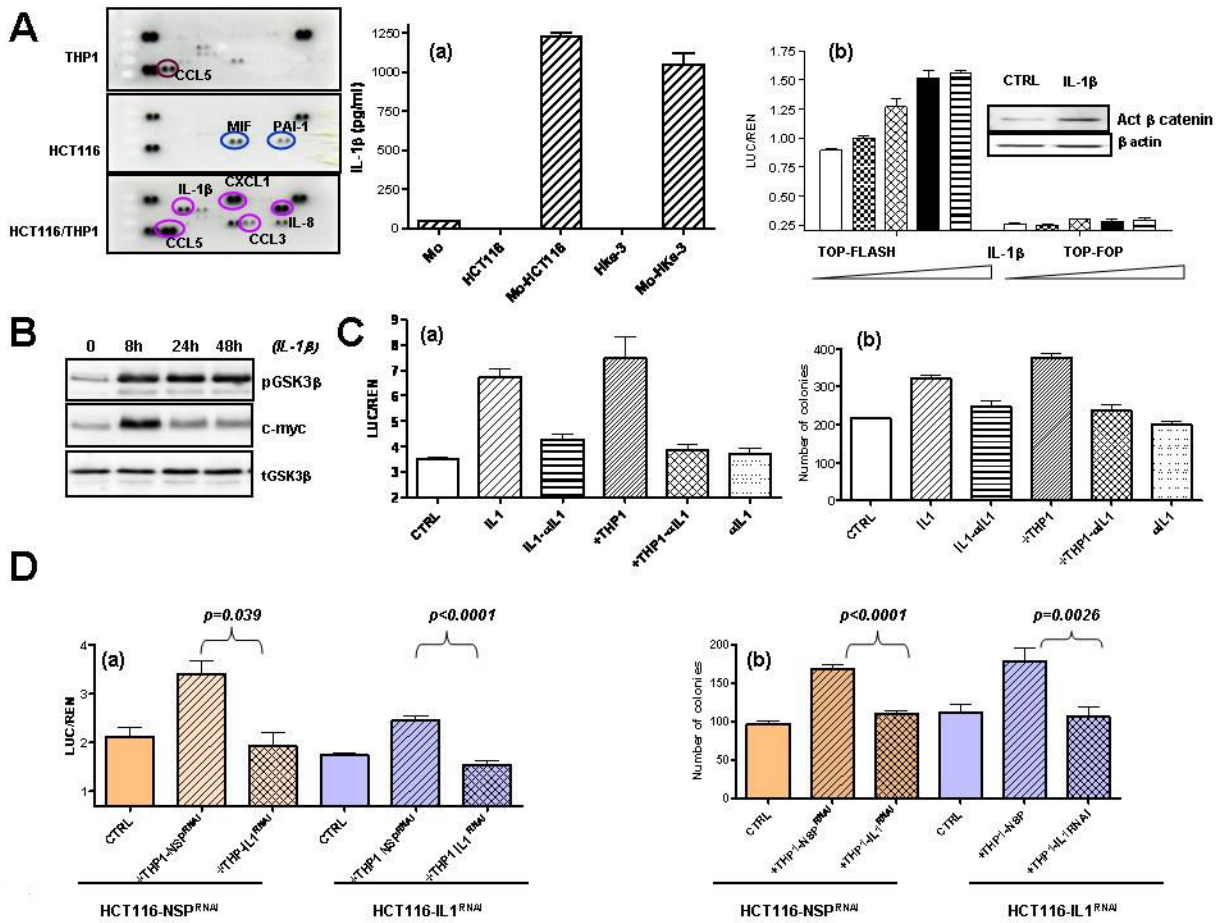 A
THP1
CCL5
HCT116
MIF PAI-1
HCT116/THP1
IL-1β CXCL1
IL-8
CCL5 CCL3
(a)
IL-1β (pg/ml)
1250
1000
750
500
250
0
Mo
HCT116
Mo-HCT116
Hke-3
Mo-HKe-3
(b)
LUC/REN
1.75
1.50
1.25
1.00
0.75
0.50
0.25
CTRL IL-1β
Act β catenin
β actin
TOP-FLASH IL-1β TOP-FOP
B
0 8h 24h 48h (IL-1β)
pGSK3β
c-myc
tGSK3β
C
(a)
LUC/REN
9
8
7
6
5
4
3
2
CTRL
IL1
IL1-αIL1
+THP1
+THP1-αIL1
αIL1
(b)
Number of colonies
400
300
200
100
0
CTRL
IL1
IL1-αIL1
+THP1
+THP1-αIL1
αIL1
D
(a)
p=0.039
p<0.0001
LUC/REN
4
3
2
1
CTRL
+THP1-NSP RNAI
+THP-IL1 RNAI
CTRL
+THP1 NSP RNAI
+THP1 IL1 RNAI
HCT116-NSP RNAI
HCT116-IL1 RNAI
(b)
p<0.0001
p=0.0026
Number of colonies
200
150
100
50
0
CTRL
+THP1-NSP RNAI
+THP1-IL1 RNAI
CTRL
+THP1-NSP
+THP1-IL1 RNAI
HCT116-NSP RNAI
HCT116-IL1 RNAI